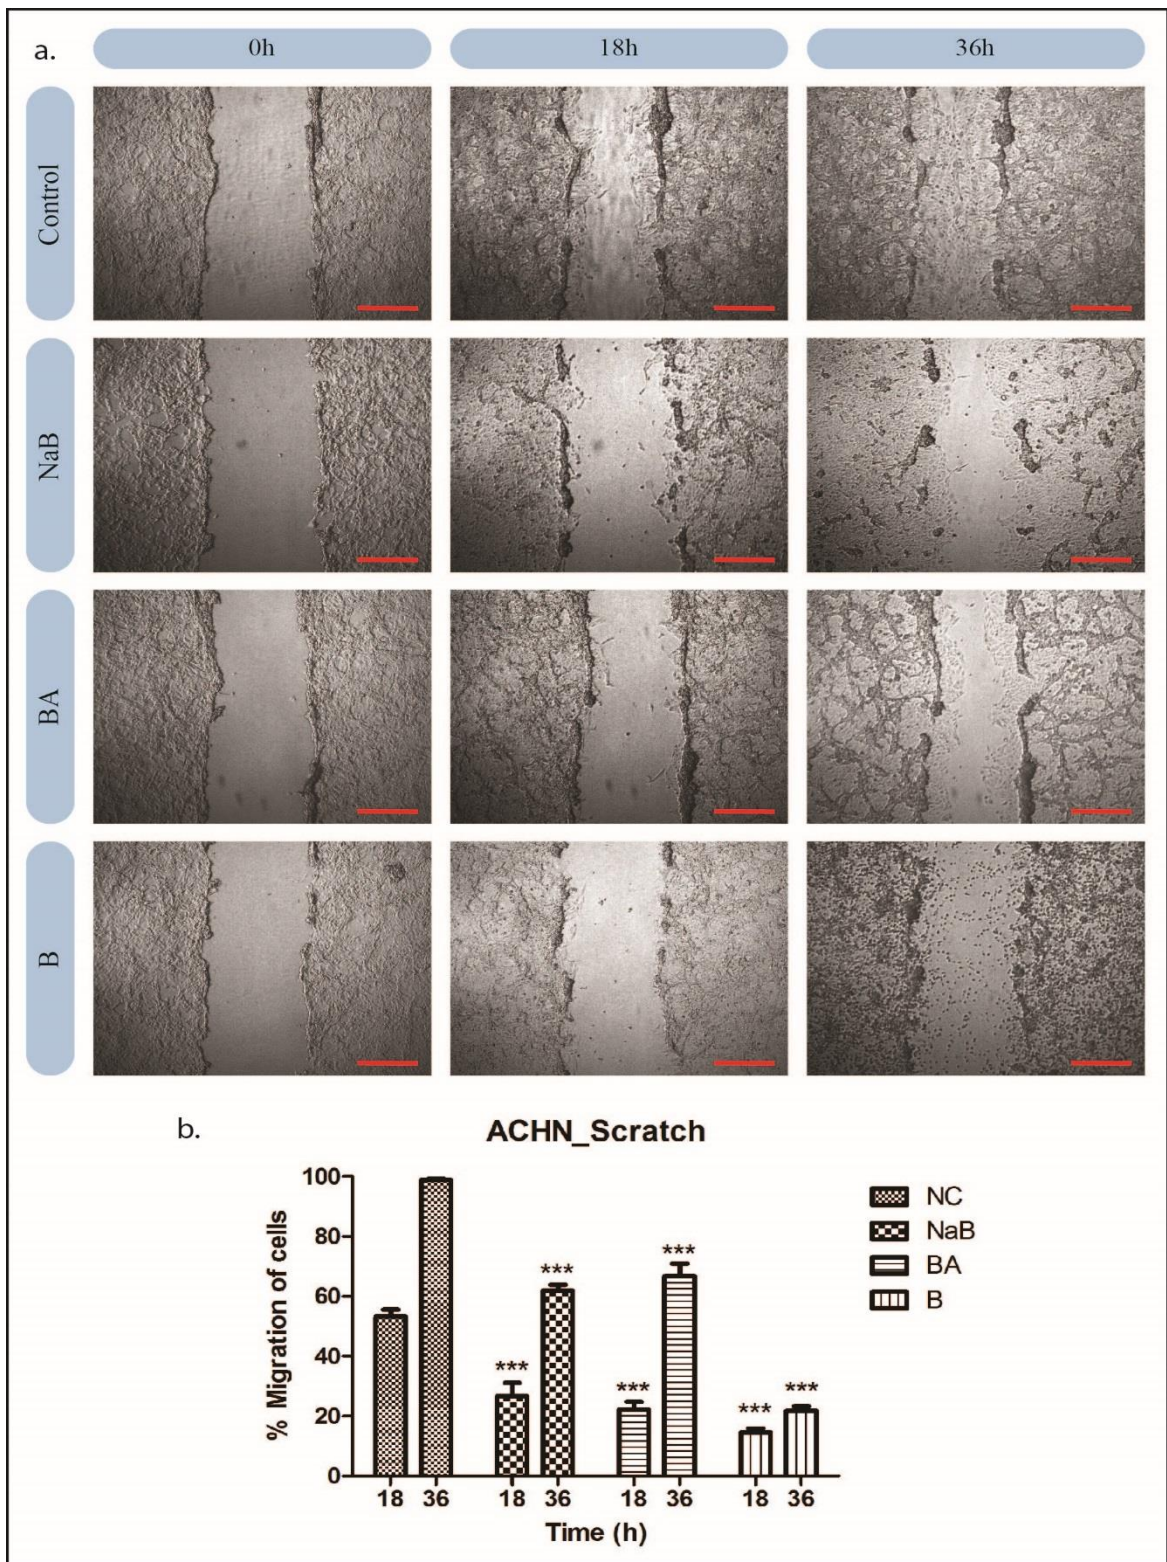 a.
0h 18h 36h
Control
NaB
BA
B
b.
ACHN_Scratch
% Migration of cells
100
80
60
40
20
0
*** *** *** *** *** ***
18 36 18 36 18 36 18 36
Time (h)
NC
NaB
BA
B